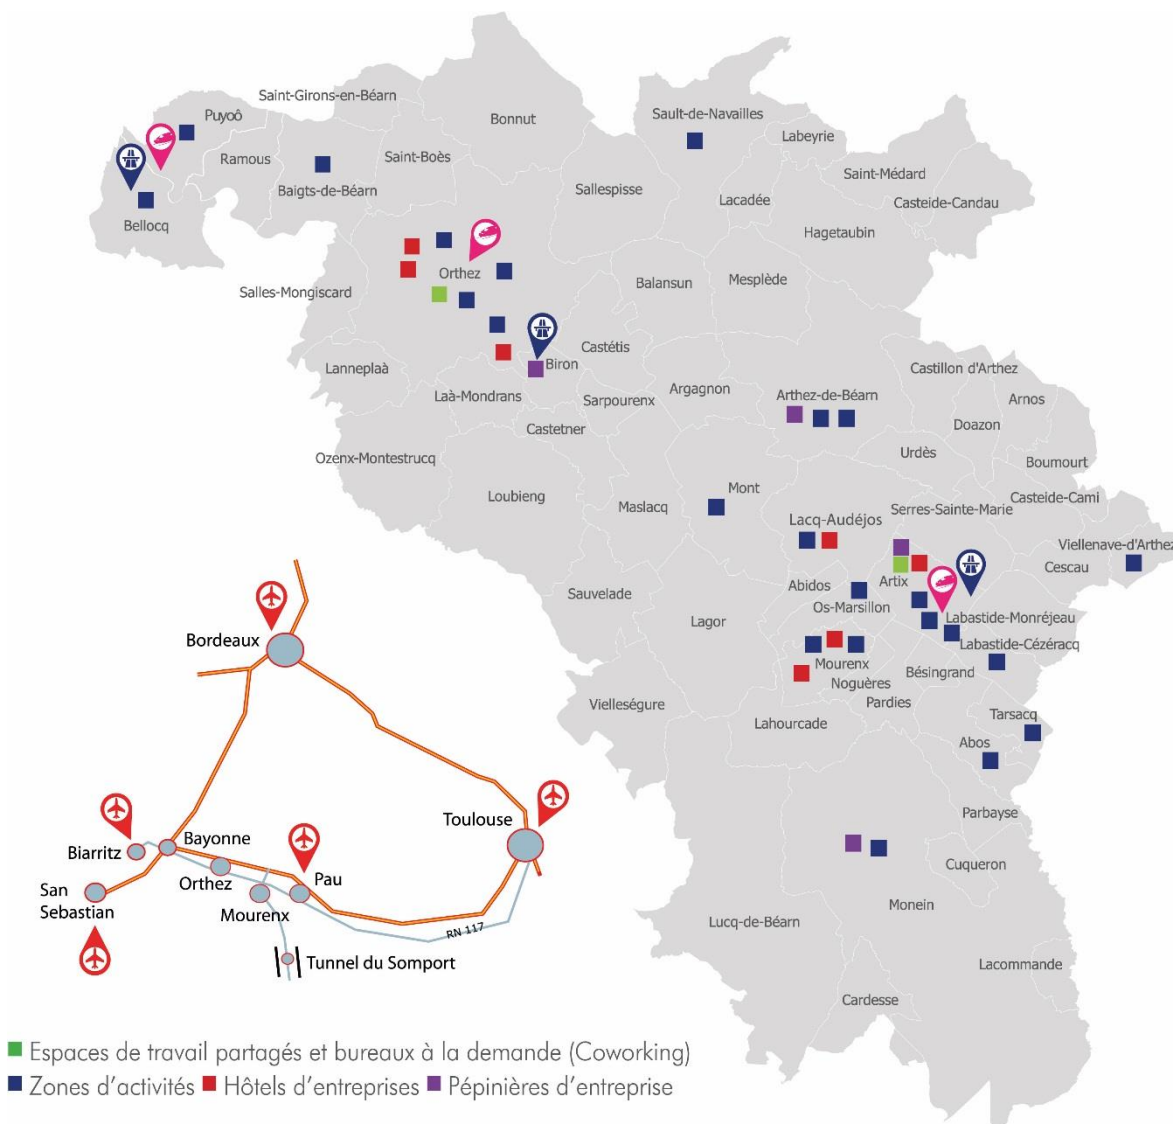 Saint-Girons-en-Béarn
Puyoô
Bonnut
Sault-de-Navailles
Labeyrie
Ramous
Saint-Boès
Baigts-de-Béarn
Sallespisse
Saint-Médard
Lacadée
Casteide-Candau
Bellocq
Hagetaubin
Orthez
Balansun
Mesplède
Salles-Mongiscard
Castétis
Biron
Lanneplaà
Castillon d'Arthez
Argagnon
Arthez-de-Béarn
Arnos
Laà-Mondrans
Sarpourenx
Doazon
Castetner
Urdès
Ozenx-Montestrucq
Boumourt
Loubieng
Mont
Maslacq
Casteide-Cami
Serres-Sainte-Marie
Lacq-Audéjos
Viellenave-d'Arthez
Cescau
Abidos
Artix
Sauvelade
Os-Marsillon
Lagor
Labastide-Monréjeau
Labastide-Cézéracq
Mourenx
Bésingrand
Noguères
Vielleségure
Pardies
Lahourcade
Tarsacq
Abos
Parbayse
Cuqueron
Monein
Lucq-de-Béarn
Lacommande
Cardesse
Bordeaux
Toulouse
Bayonne
Biarritz
Orthez
Pau
San
Sebastian
Mourenx
RN 117
Tunnel du Somport
Espaces de travail partagés et bureaux à la demande (Coworking)
Zones d'activités Hôtels d'entreprises Pépinières d'entreprise